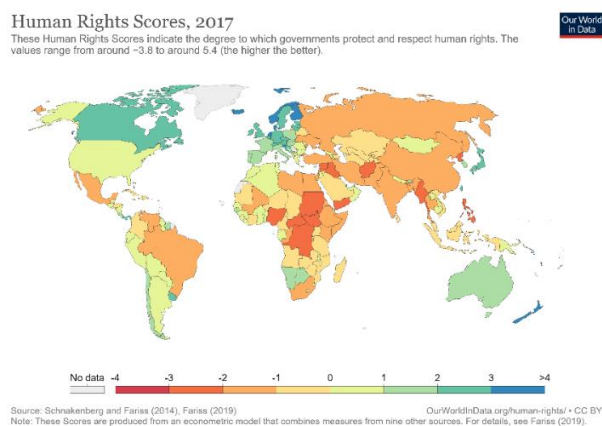 Human Rights Scores, 2017
Our World
in Data
These Human Rights Scores indicate the degree to which governments protect and respect human rights. The
values range from around −3.8 to around 5.4 (the higher the better).
No data -4 -3 -2 -1 0 1 2 3 >4
Source: Schnakenberg and Fariss (2014), Fariss (2019)
OurWorldInData.org/human-rights/ • CC BY
Note: These Scores are produced from an econometric model that combines measures from nine other sources. For details, see Fariss (2019).